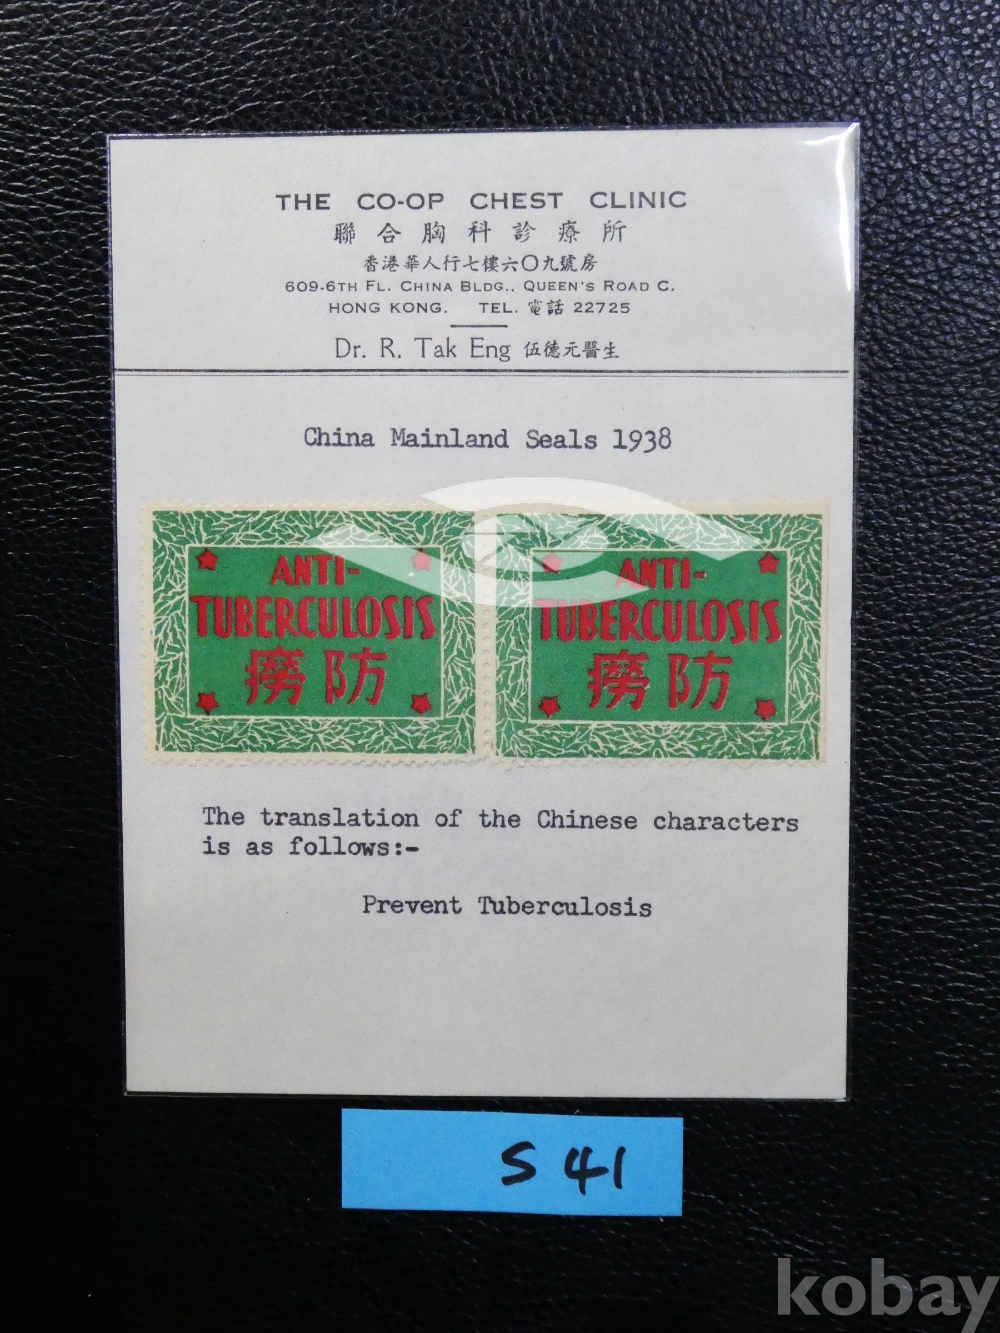 THE CO-OP CHEST CLINIC
聯合胸科診療所
香港華人行七樓六〇九號房
609-6TH FL. CHINA BLDG., QUEEN'S ROAD C.
HONG KONG. TEL. 電話 22725
Dr. R. Tak Eng 伍德元醫生
China Mainland Seals 1938
ANTI-
TUBERCULOSIS
癆防
ANTI-
TUBERCULOSIS
癆防
The translation of the Chinese characters
is as follows:-
Prevent Tuberculosis
S 41
kobay